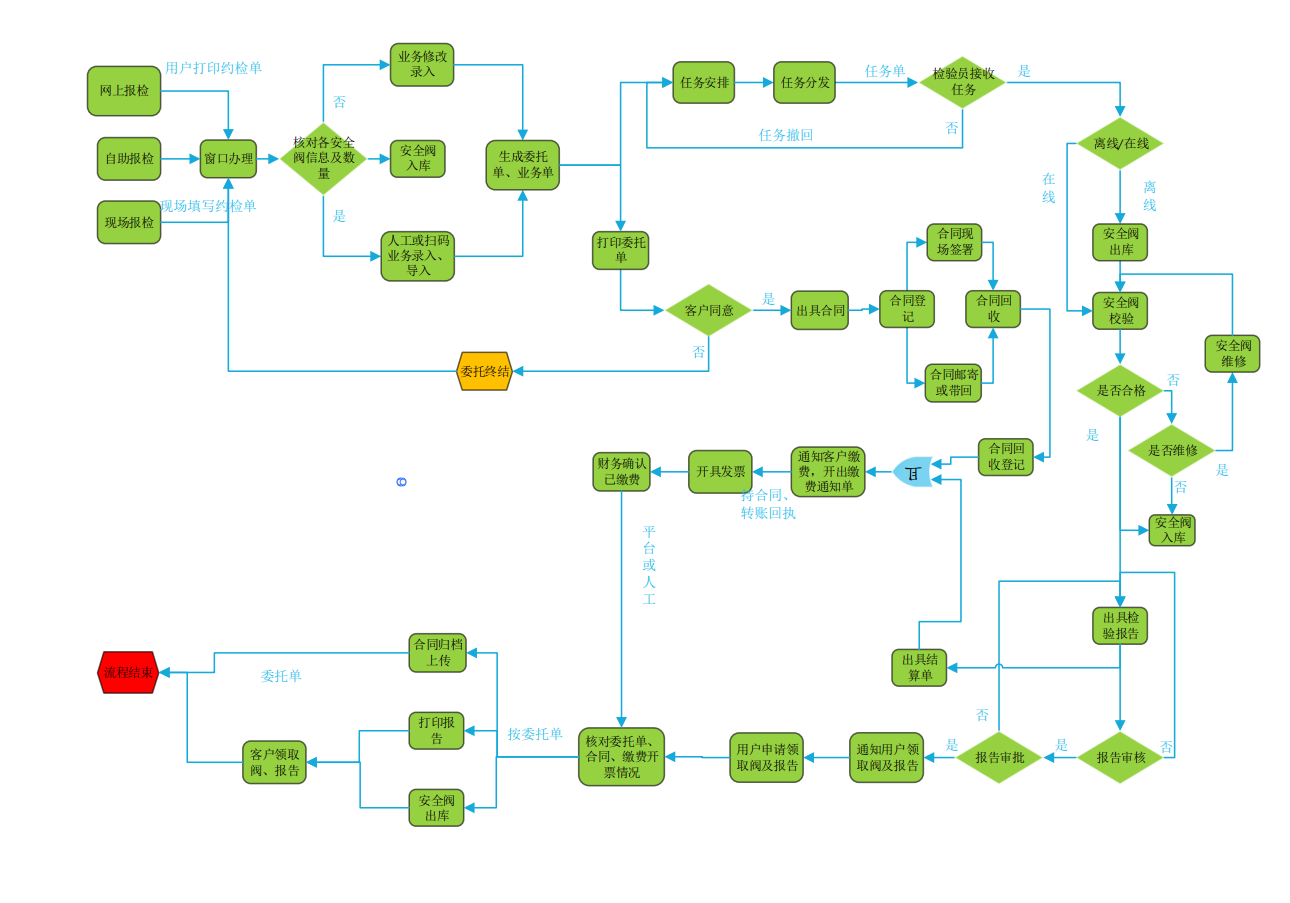 用户打印约检单
网上报检
自助报检
现场报检
现场填写约检单
窗口办理
核对各安全
阀信息及数
量
否
是
业务修改
录入
安全阀
入库
人工或扫码
业务录入、
导入
生成委托
单、业务单
任务安排
任务分发
任务单
检验员接收
任务
是
否
任务撤回
离线/在线
在
线
离
线
安全阀
出库
安全阀
校验
安全阀
维修
是否合格
否
是
是否维修
是
否
安全阀
入库
打印委托
单
客户同意
是
否
委托终结
出具合同
合同登
记
合同现
场签署
合同邮寄
或带回
合同回
收
合同回
收登记
且
通知客户缴
费，开出缴
费通知单
开具发票
持合同、
转账回执
财务确认
已缴费
平
台
或
人
工
出具检
验报告
出具结
算单
报告审核
否
是
报告审批
否
是
通知用户领
取阀及报告
用户申请领
取阀及报告
核对委托单、
合同、缴费开
票情况
按委托单
合同归档
上传
打印报
告
安全阀
出库
客户领取
阀、报告
委托单
流程结束